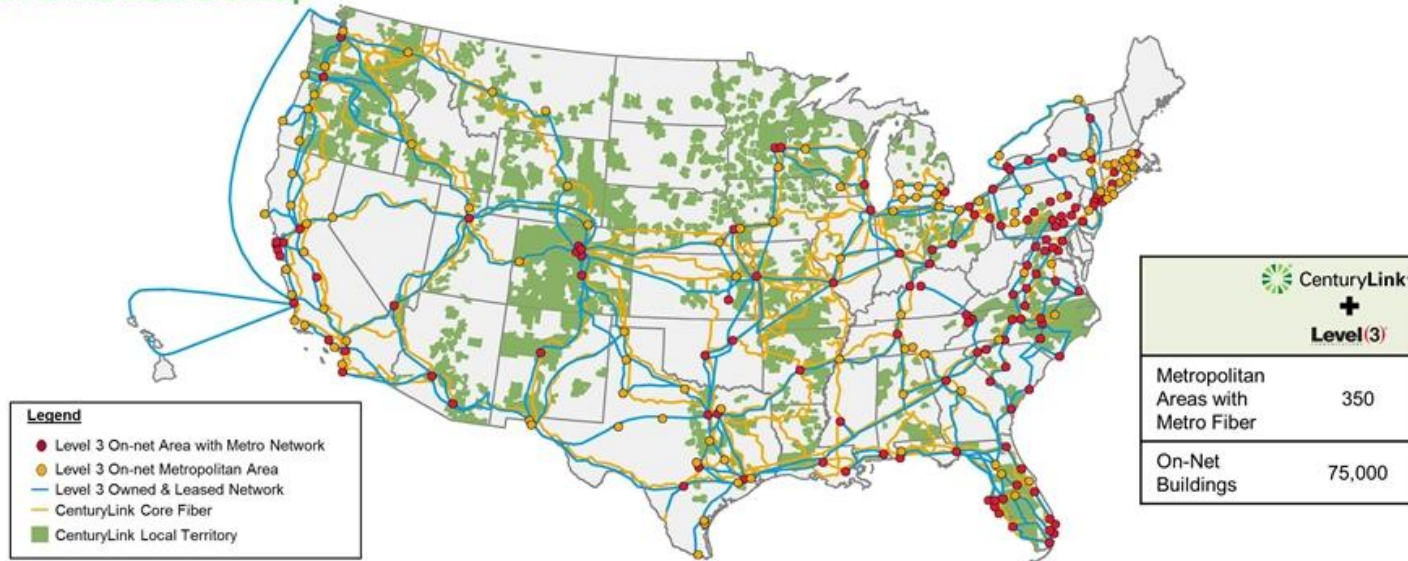 Legend
Level 3 On-net Area with Metro Network
Level 3 On-net Metropolitan Area
Level 3 Owned & Leased Network
CenturyLink Core Fiber
CenturyLink Local Territory
CenturyLink
+
Level(3)
Metropolitan
Areas with
Metro Fiber
350
On-Net
Buildings
75,000